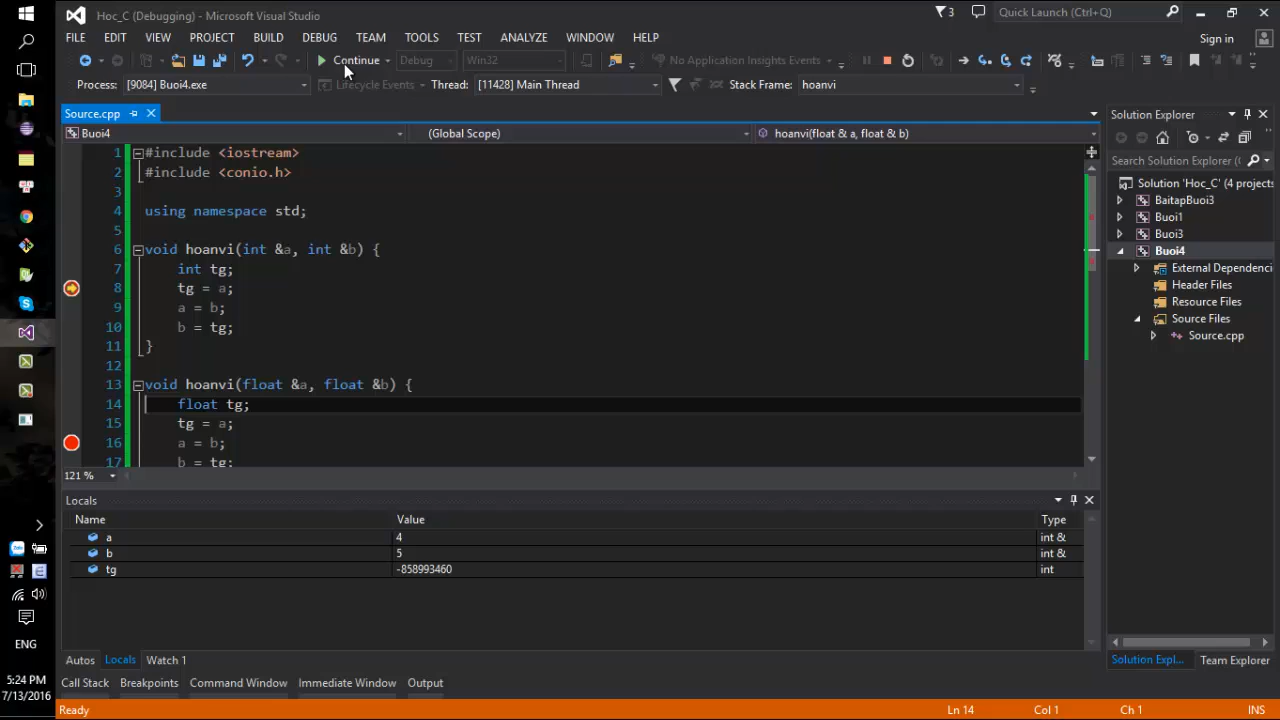 Hoc_C (Debugging) - Microsoft Visual Studio
3
Quick Launch (Ctrl+Q)
FILE EDIT VIEW PROJECT BUILD DEBUG TEAM TOOLS TEST ANALYZE WINDOW HELP
Sign in
Continue Debug Win32 No Application Insights Events
Process: [9084] Buoi4.exe Lifecycle Events Thread: [11428] Main Thread Stack Frame: hoanvi
Source.cpp
Buoi4 (Global Scope) hoanvi(float & a, float & b)
1 #include <iostream>
2 #include <conio.h>
3
4 using namespace std;
5
6 void hoanvi(int &a, int &b) {
7 int tg;
8 tg = a;
9 a = b;
10 b = tg;
11 }
12
13 void hoanvi(float &a, float &b) {
14 float tg;
15 tg = a;
16 a = b;
17 b = tg;
121 %
Locals
Name Value Type
a 4 int &
b 5 int &
tg -858993460 int
Autos Locals Watch 1
Call Stack Breakpoints Command Window Immediate Window Output
Ready Ln 14 Col 1 Ch 1 INS
Solution Explorer
Search Solution Explorer (
Solution 'Hoc_C' (4 projects
BaitapBuoi3
Buoi1
Buoi3
Buoi4
External Dependenci
Header Files
Resource Files
Source Files
Source.cpp
Solution Expl... Team Explorer
ENG
5:24 PM
7/13/2016